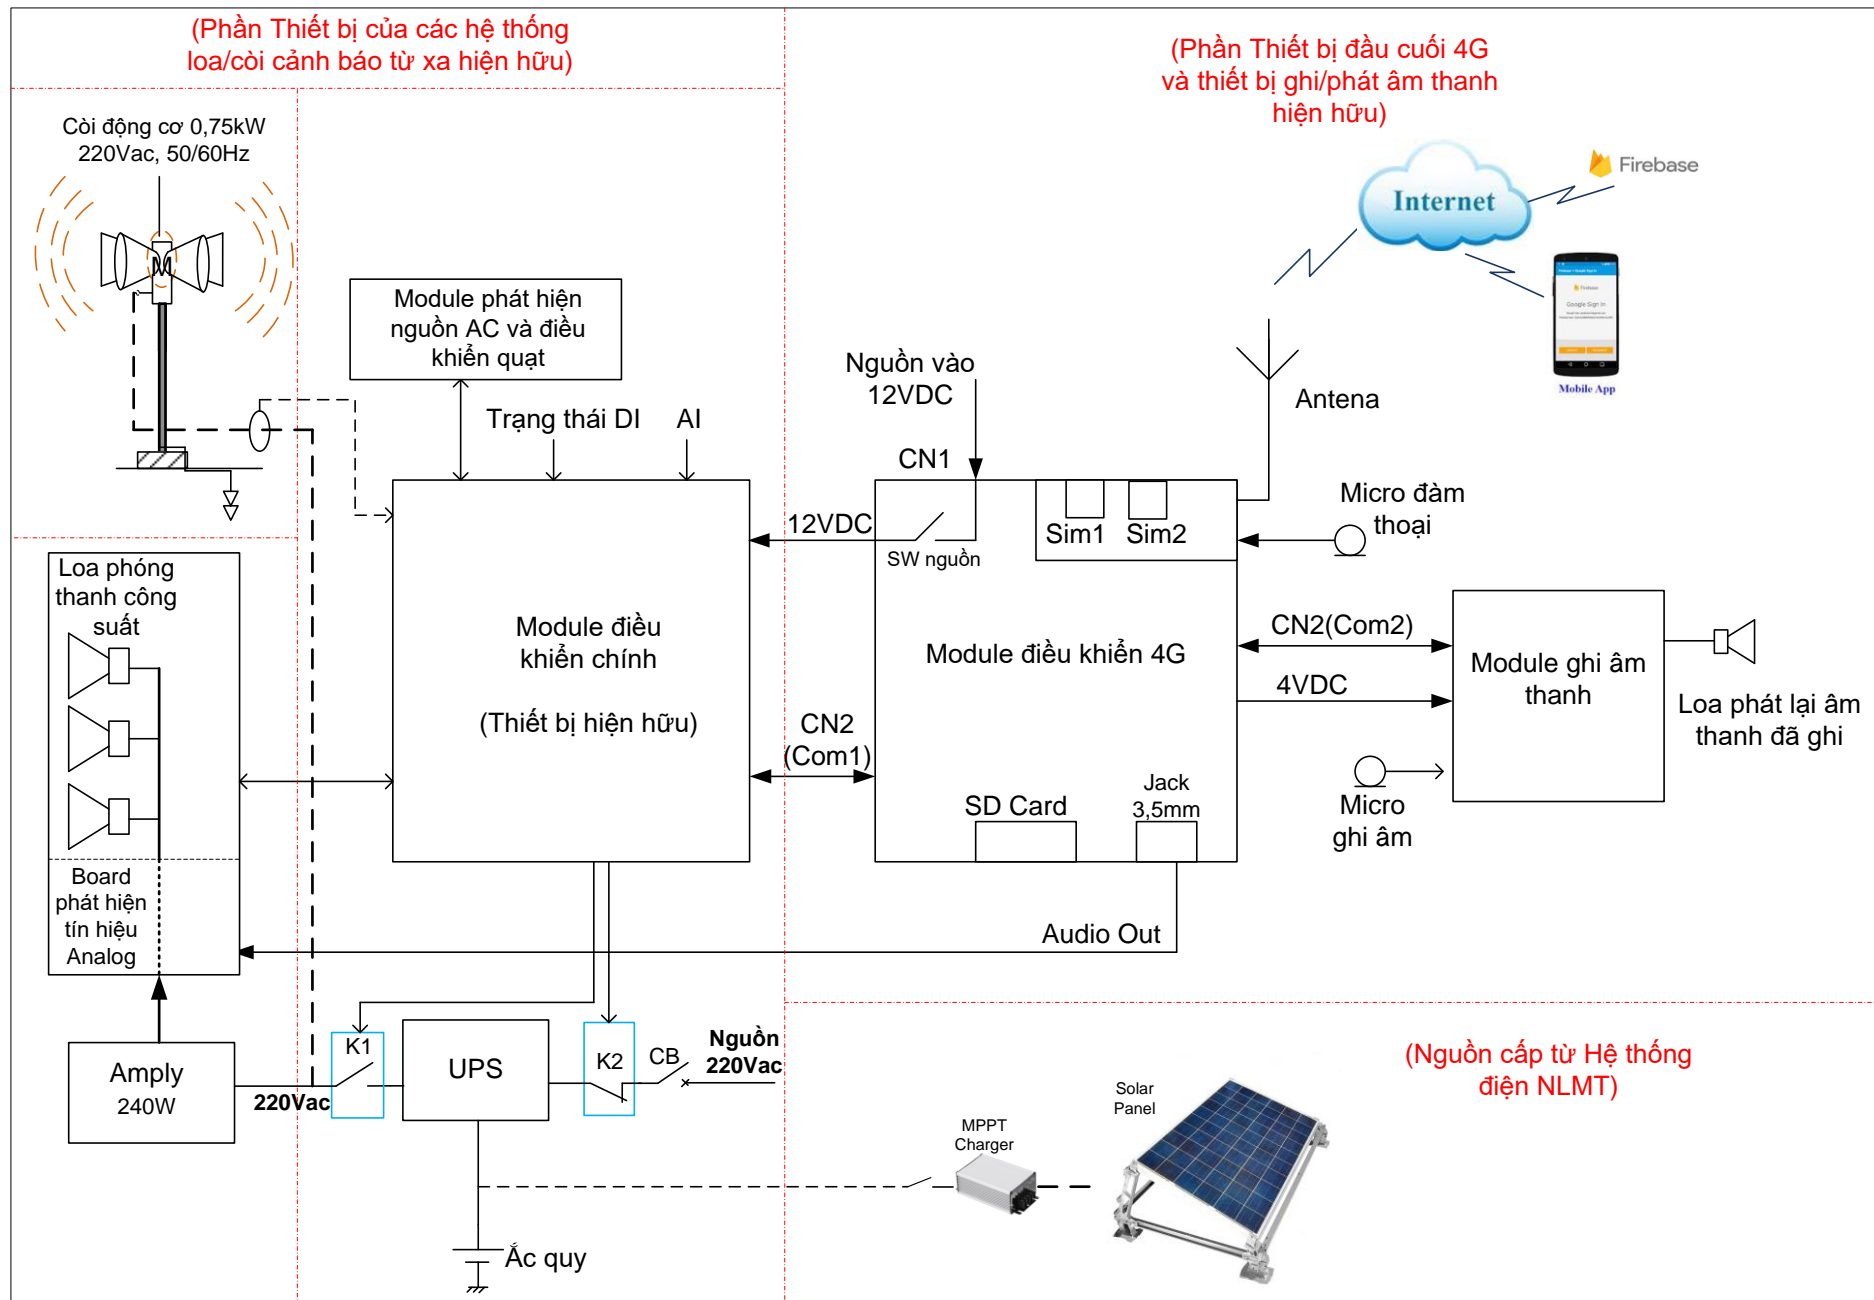 (Phần Thiết bị của các hệ thống
loa/còi cảnh báo từ xa hiện hữu)
(Phần Thiết bị đầu cuối 4G
và thiết bị ghi/phát âm thanh
hiện hữu)
Còi động cơ 0,75kW
220Vac, 50/60Hz
Internet
Firebase
Firebase
Google Sign In
Mobile App
Module phát hiện
nguồn AC và điều
khiển quạt
Trạng thái DI
AI
Nguồn vào
12VDC
CN1
Antena
12VDC
SW nguồn
Sim1
Sim2
Micro đàm
thoại
Loa phóng
thanh công
suất
Module điều
khiển chính
(Thiết bị hiện hữu)
Module điều khiển 4G
CN2(Com2)
4VDC
Module ghi âm
thanh
Loa phát lại âm
thanh đã ghi
CN2
(Com1)
SD Card
Jack
3,5mm
Micro
ghi âm
Board
phát hiện
tín hiệu
Analog
Audio Out
Amply
240W
220Vac
K1
UPS
K2
CB
Nguồn
220Vac
(Nguồn cấp từ Hệ thống
điện NLMT)
Solar
Panel
MPPT
Charger
Ắc quy